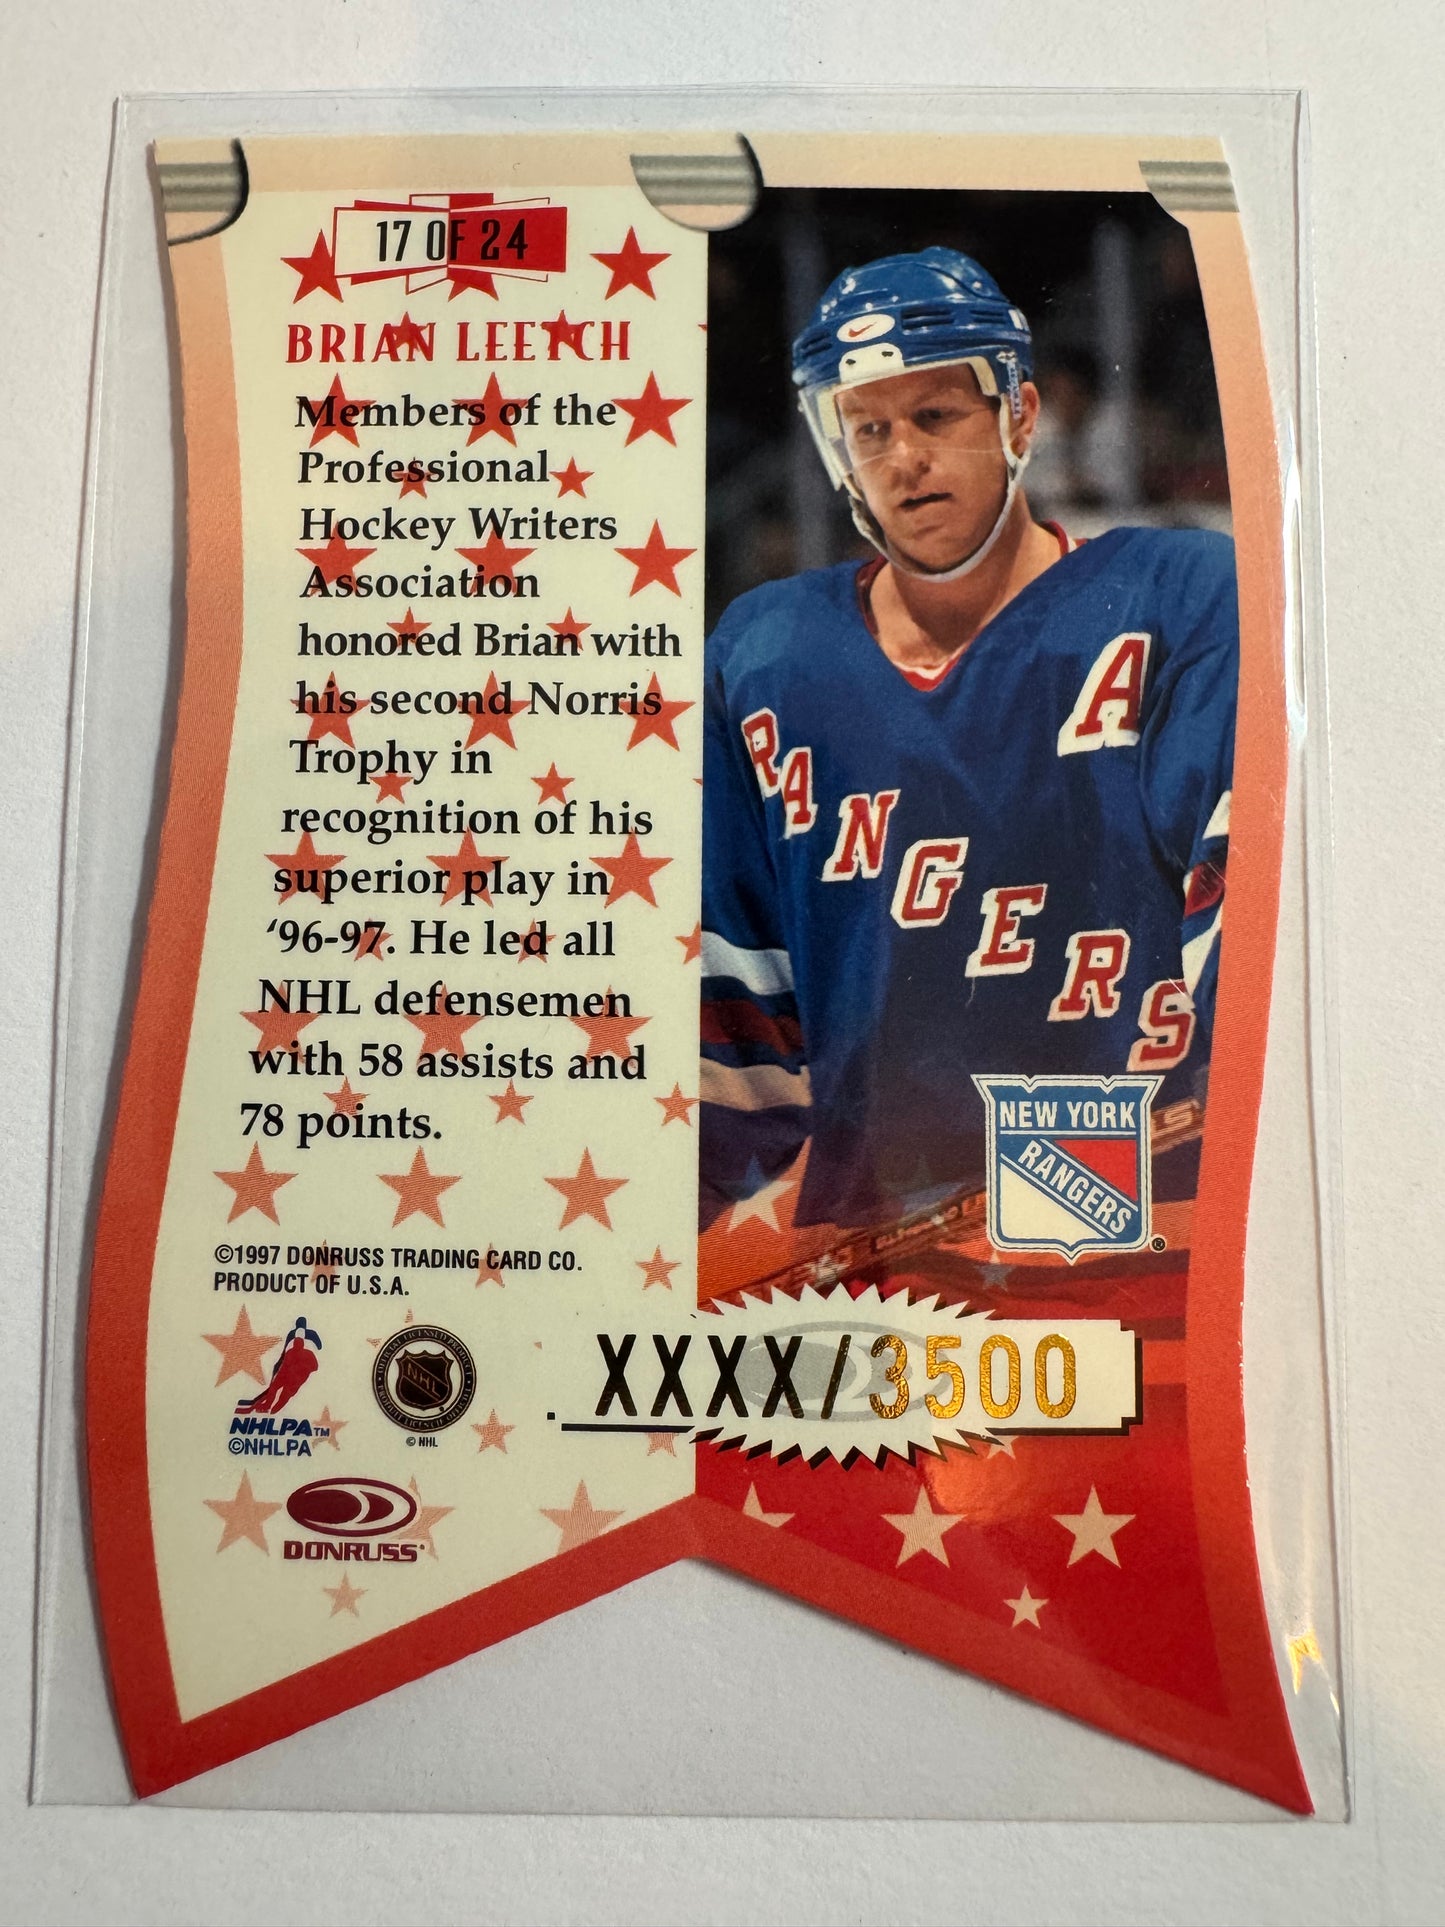 17 OF 24
BRIAN LEETCH
Members of the
Professional
Hockey Writers
Association
honored Brian with
his second Norris
Trophy in
recognition of his
superior play in
‘96-97. He led all
NHL defensemen
with 58 assists and
78 points.
©1997 DONRUSS TRADING CARD CO.
PRODUCT OF U.S.A.
NHLPA™
©NHLPA
NHL
© NHL
DONRUSS
A
RANGERS
NEW YORK
RANGERS
XXXX/3500